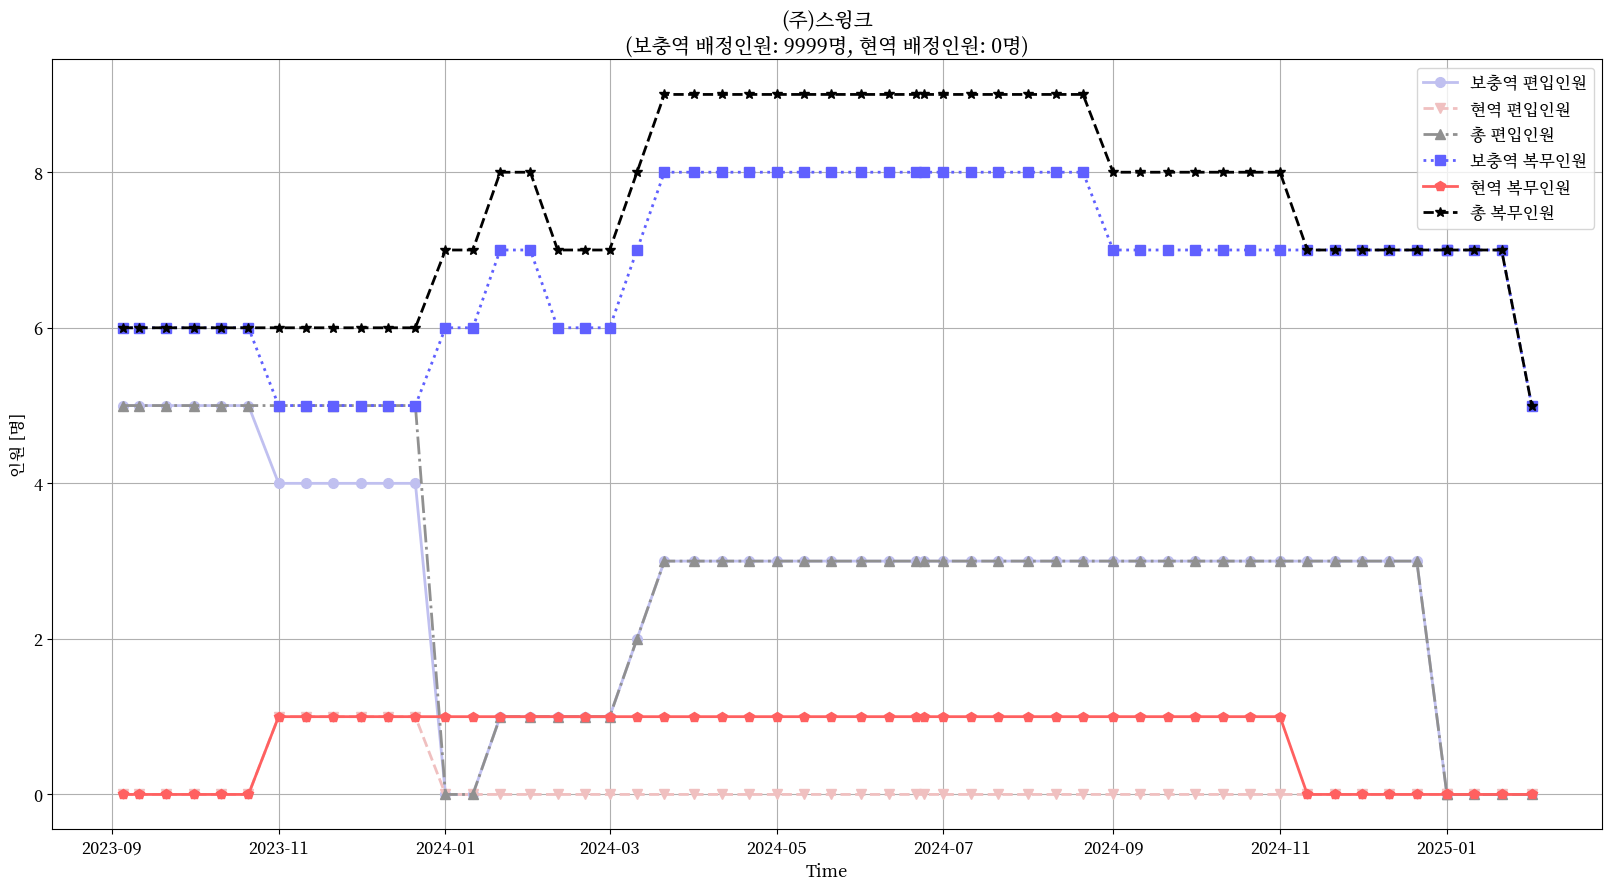 (주)스윙크
(보충역 배정인원: 9999명, 현역 배정인원: 0명)
보충역 편입인원
현역 편입인원
총 편입인원
보충역 복무인원
현역 복무인원
총 복무인원
인원 [명]
8
6
4
2
0
2023-09
2023-11
2024-01
2024-03
2024-05
2024-07
2024-09
2024-11
2025-01
Time